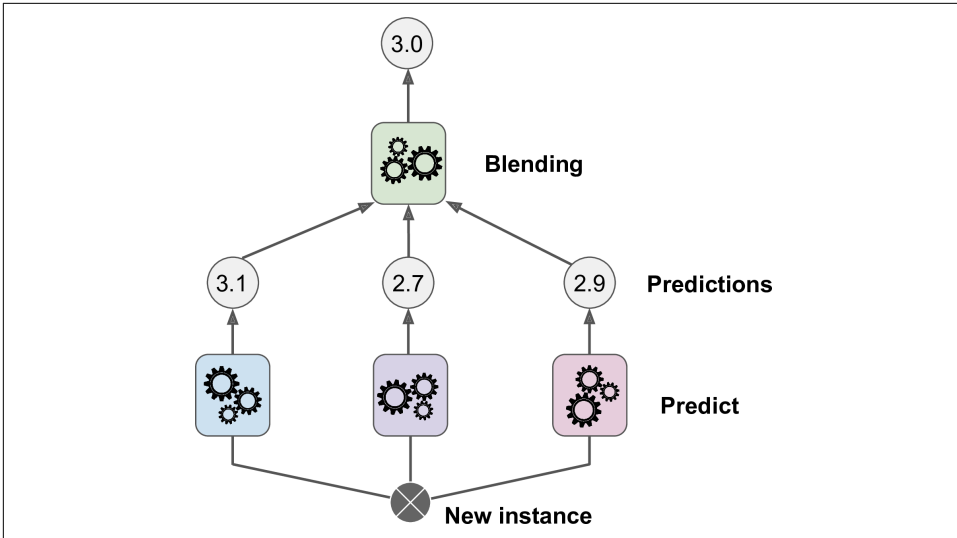 3.0
Blending
3.1
2.7
2.9
Predictions
Predict
New instance